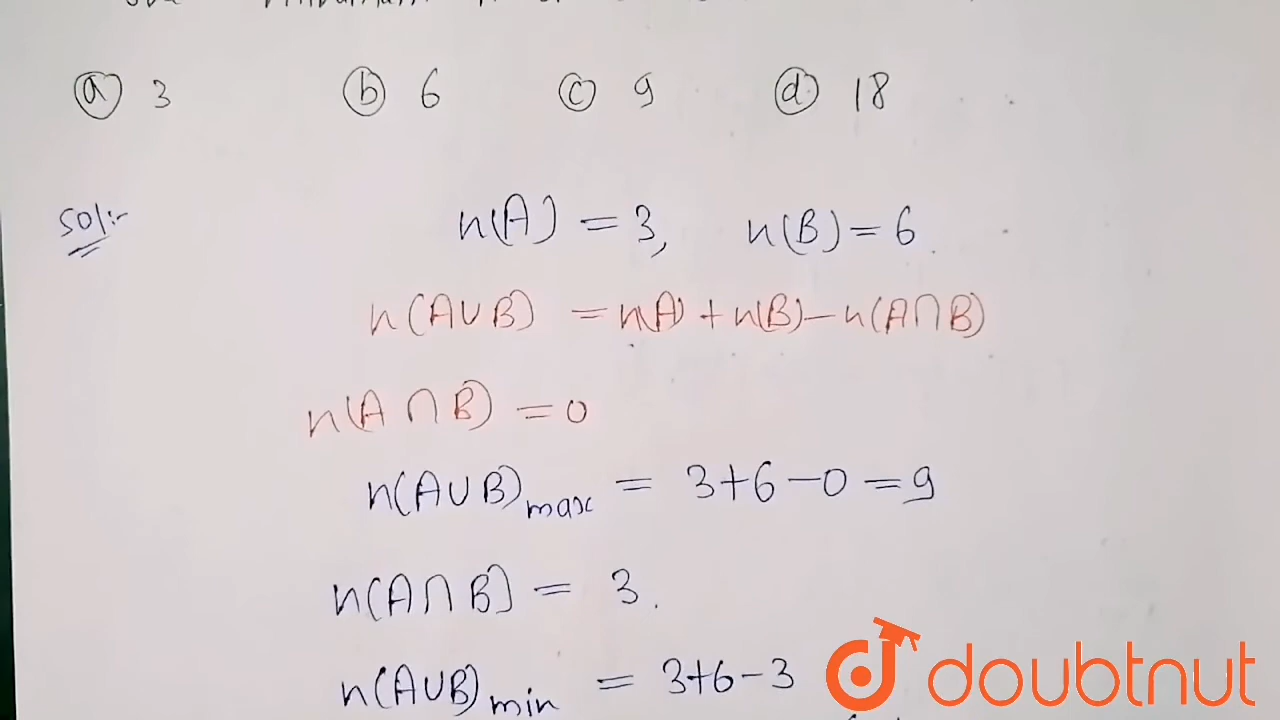 (a) 3 (b) 6 (c) 9 (d) 18
Sol:-
n(A) = 3, n(B) = 6
n(A∪B) = n(A) + n(B) - n(A∩B)
n(A∩B) = 0
n(A∪B)max = 3+6-0 = 9
n(A∩B) = 3.
n(A∪B)min = 3+6-3
doubtnut